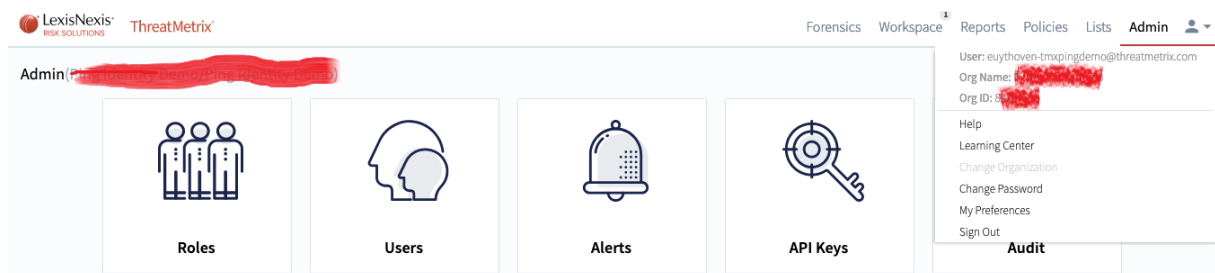 LexisNexis®
RISK SOLUTIONS
ThreatMetrix®
Forensics Workspace 1 Reports Policies Lists Admin
User: euythoven-tmxpingdemo@threatmetrix.com
Admin
Org Name:
Org ID:
Help
Learning Center
Change Organization
Change Password
My Preferences
Sign Out
Roles Users Alerts API Keys Audit